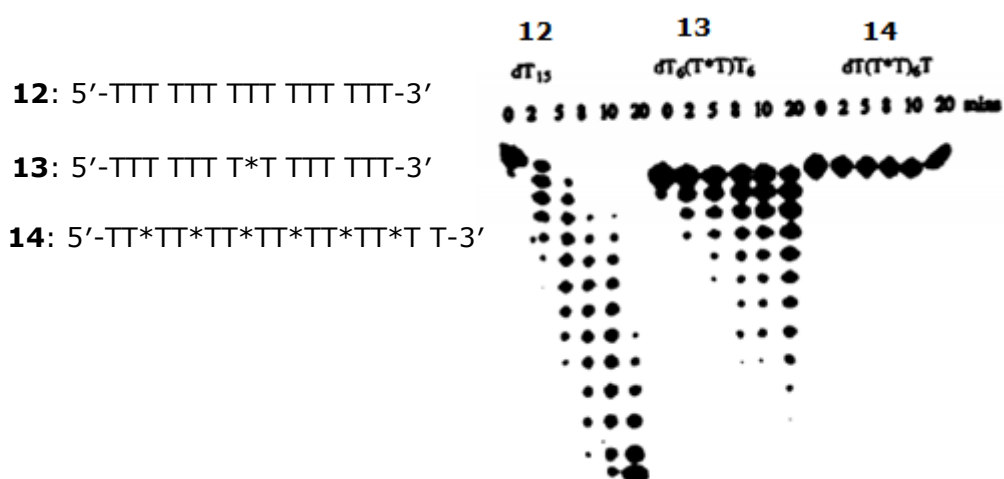 12 13 14
dT₁₅ dT₆(T*T)T₆ dT(T*T)₆T
0 2 5 8 10 20 0 2 5 8 10 20 0 2 5 8 10 20 mins
12: 5′-TTT TTT TTT TTT TTT-3′
13: 5′-TTT TTT T*T TTT TTT-3′
14: 5′-TT*TT*TT*TT*TT*TT*T T-3′